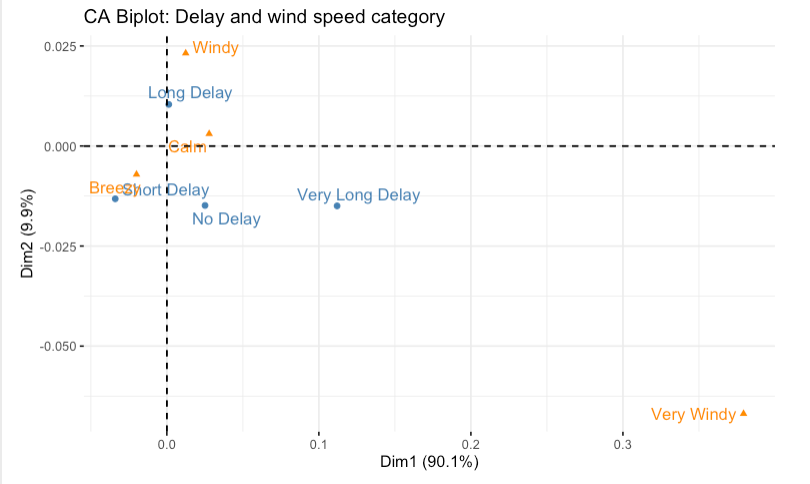 CA Biplot: Delay and wind speed category
0.025
Windy
Long Delay
0.000
Calm
Breezy
Short Delay
Very Long Delay
No Delay
-0.025
Dim2 (9.9%)
-0.050
Very Windy
0.0
0.1
0.2
0.3
Dim1 (90.1%)